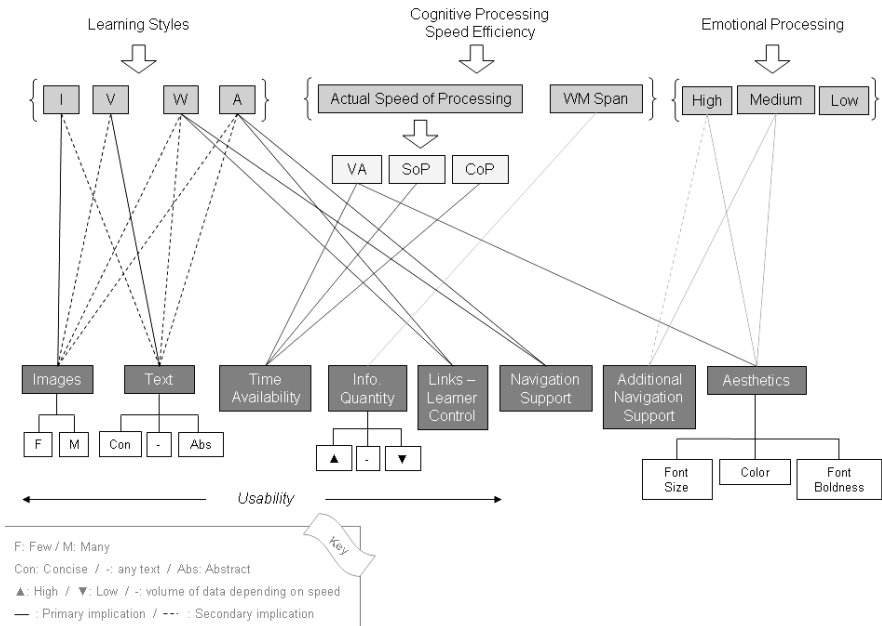 Learning Styles
Cognitive Processing
Speed Efficiency
Emotional Processing
I
V
W
A
Actual Speed of Processing
WM Span
High
Medium
Low
VA
SoP
CoP
Images
Text
Time
Availability
Info.
Quantity
Links –
Learner
Control
Navigation
Support
Additional
Navigation
Support
Aesthetics
F
M
Con
-
Abs
▲
-
▼
Font
Size
Color
Font
Boldness
Usability
Key
F: Few / M: Many
Con: Concise / -: any text / Abs: Abstract
▲: High / ▼: Low / -: volume of data depending on speed
— : Primary implication / --- : Secondary implication